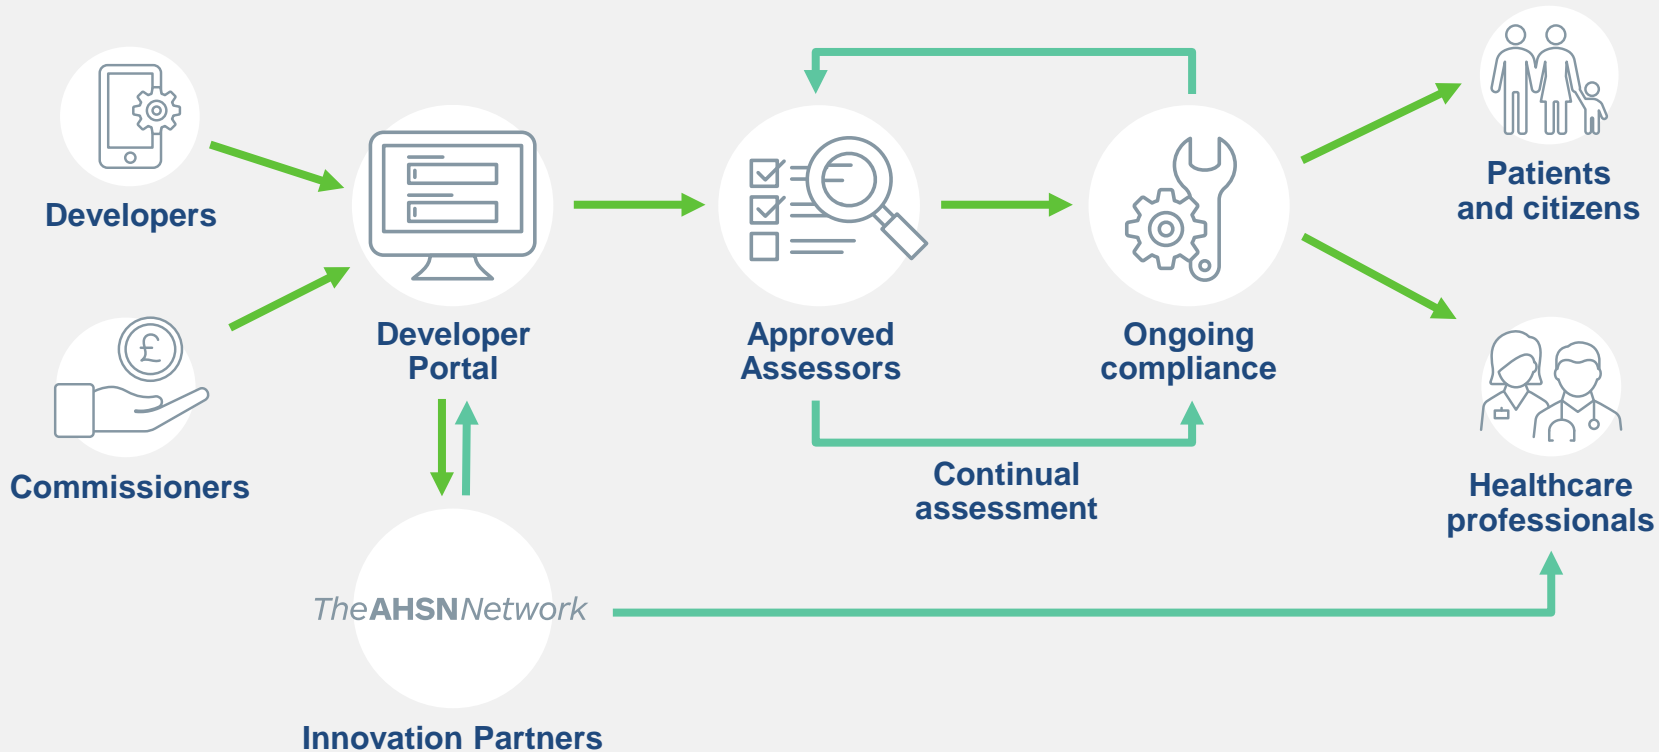 Developers
Commissioners
Developer
Portal
Approved
Assessors
Ongoing
compliance
Continual
assessment
Patients
and citizens
Healthcare
professionals
£
TheAHSNNetwork
Innovation Partners